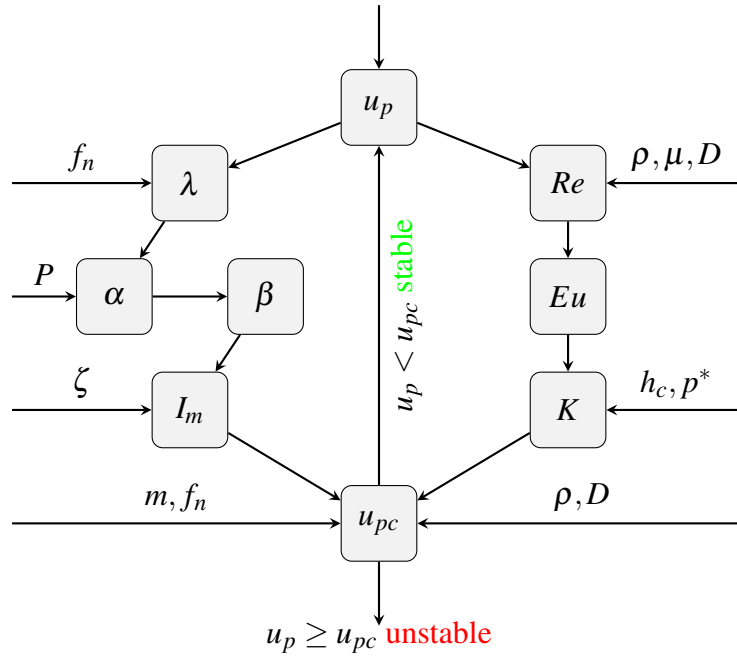 u_p
f_n
λ
Re
ρ, μ, D
P
α
β
Eu
u_p < u_pc stable
ζ
I_m
K
h_c, p*
m, f_n
u_pc
ρ, D
u_p ≥ u_pc unstable